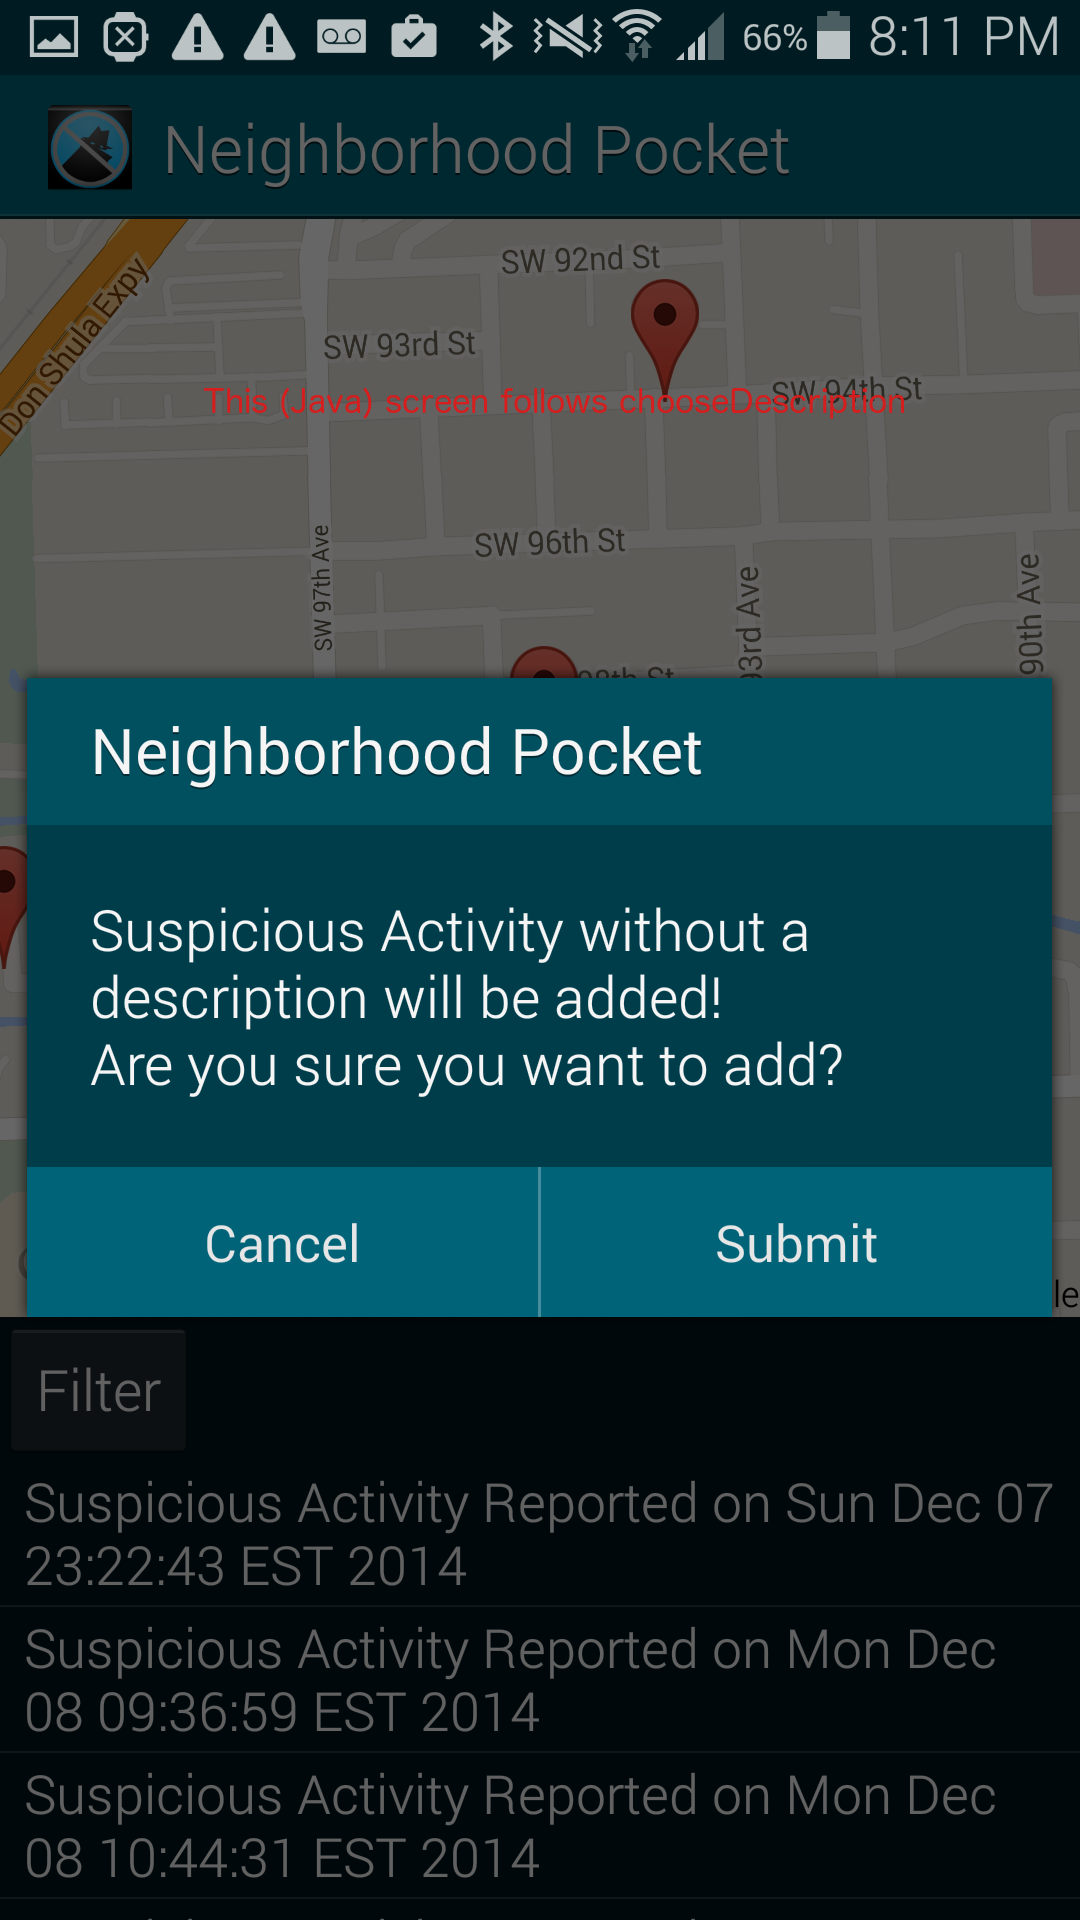 66% 8:11 PM
Neighborhood Pocket
SW 92nd St
Don Shula Expy
SW 93rd St
SW 94th St
This (Java) screen follows chooseDescription
SW 96th St
SW 97th Ave
93rd Ave
90th Ave
98th St
Neighborhood Pocket
Suspicious Activity without a
description will be added!
Are you sure you want to add?
Cancel
Submit
le
Filter
Suspicious Activity Reported on Sun Dec 07
23:22:43 EST 2014
Suspicious Activity Reported on Mon Dec
08 09:36:59 EST 2014
Suspicious Activity Reported on Mon Dec
08 10:44:31 EST 2014